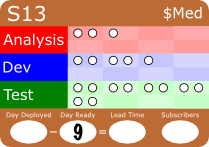 S13 $Med
Analysis
Dev
Test
Day Deployed Day Ready Lead Time Subscribers
– 9 =